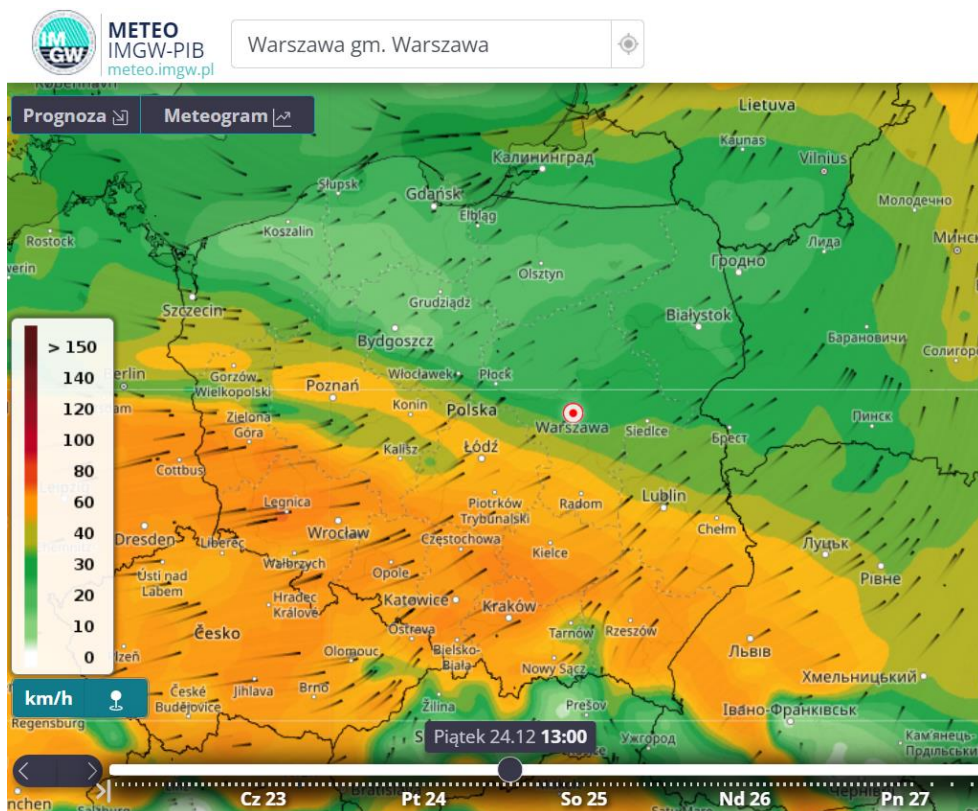 IM
GW
METEO
IMGW-PIB
meteo.imgw.pl
Warszawa gm. Warszawa
Prognoza
Meteogram
Lietuva
Kaunas
Калининград
Vilnius
Słupsk
Gdańsk
Молодечно
Elbląg
Koszalin
Rostock
Лида
Olsztyn
Гродно
Grudziądz
Szczecin
Białystok
Барановичи
Bydgoszcz
> 150
140
120
100
80
60
40
30
20
10
0
Włocławek
Płock
Gorzów
Wielkopolski
Poznań
Konin
Polska
Пинск
Zielona
Góra
Warszawa
Siedlce
Брест
Kalisz
Łódź
Cottbus
Lublin
Legnica
Piotrków
Trybunalski
Radom
Chełm
Wrocław
Dresden
Liberec
Częstochowa
Луцьк
Kielce
Wałbrzych
Рівне
Opole
Ústí nad
Labem
Hradec
Králové
Katowice
Kraków
Česko
Ostrava
Tarnów
Rzeszów
Львів
Olomouc
Bielsko-
Biała
Nowy Sącz
Хмельницький
km/h
České
Budějovice
Jihlava
Brno
Žilina
Prešov
Івано-Франківськ
Regensburg
Ужгород
Piątek 24.12 13:00
Cz 23
Pt 24
So 25
Nd 26
Pn 27